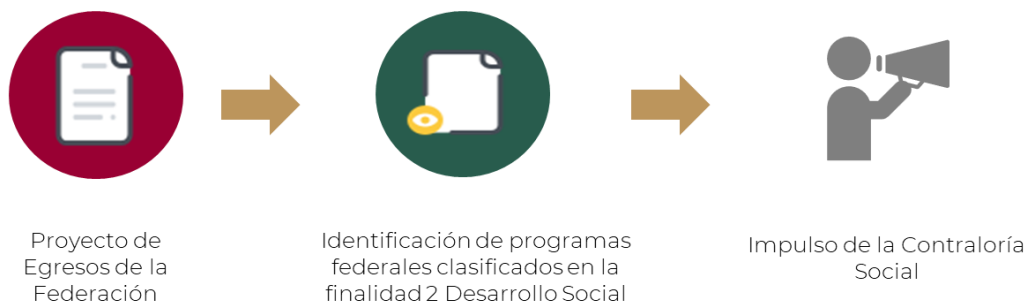 Proyecto de
Egresos de la
Federación
Identificación de programas
federales clasificados en la
finalidad 2 Desarrollo Social
Impulso de la Contraloría
Social